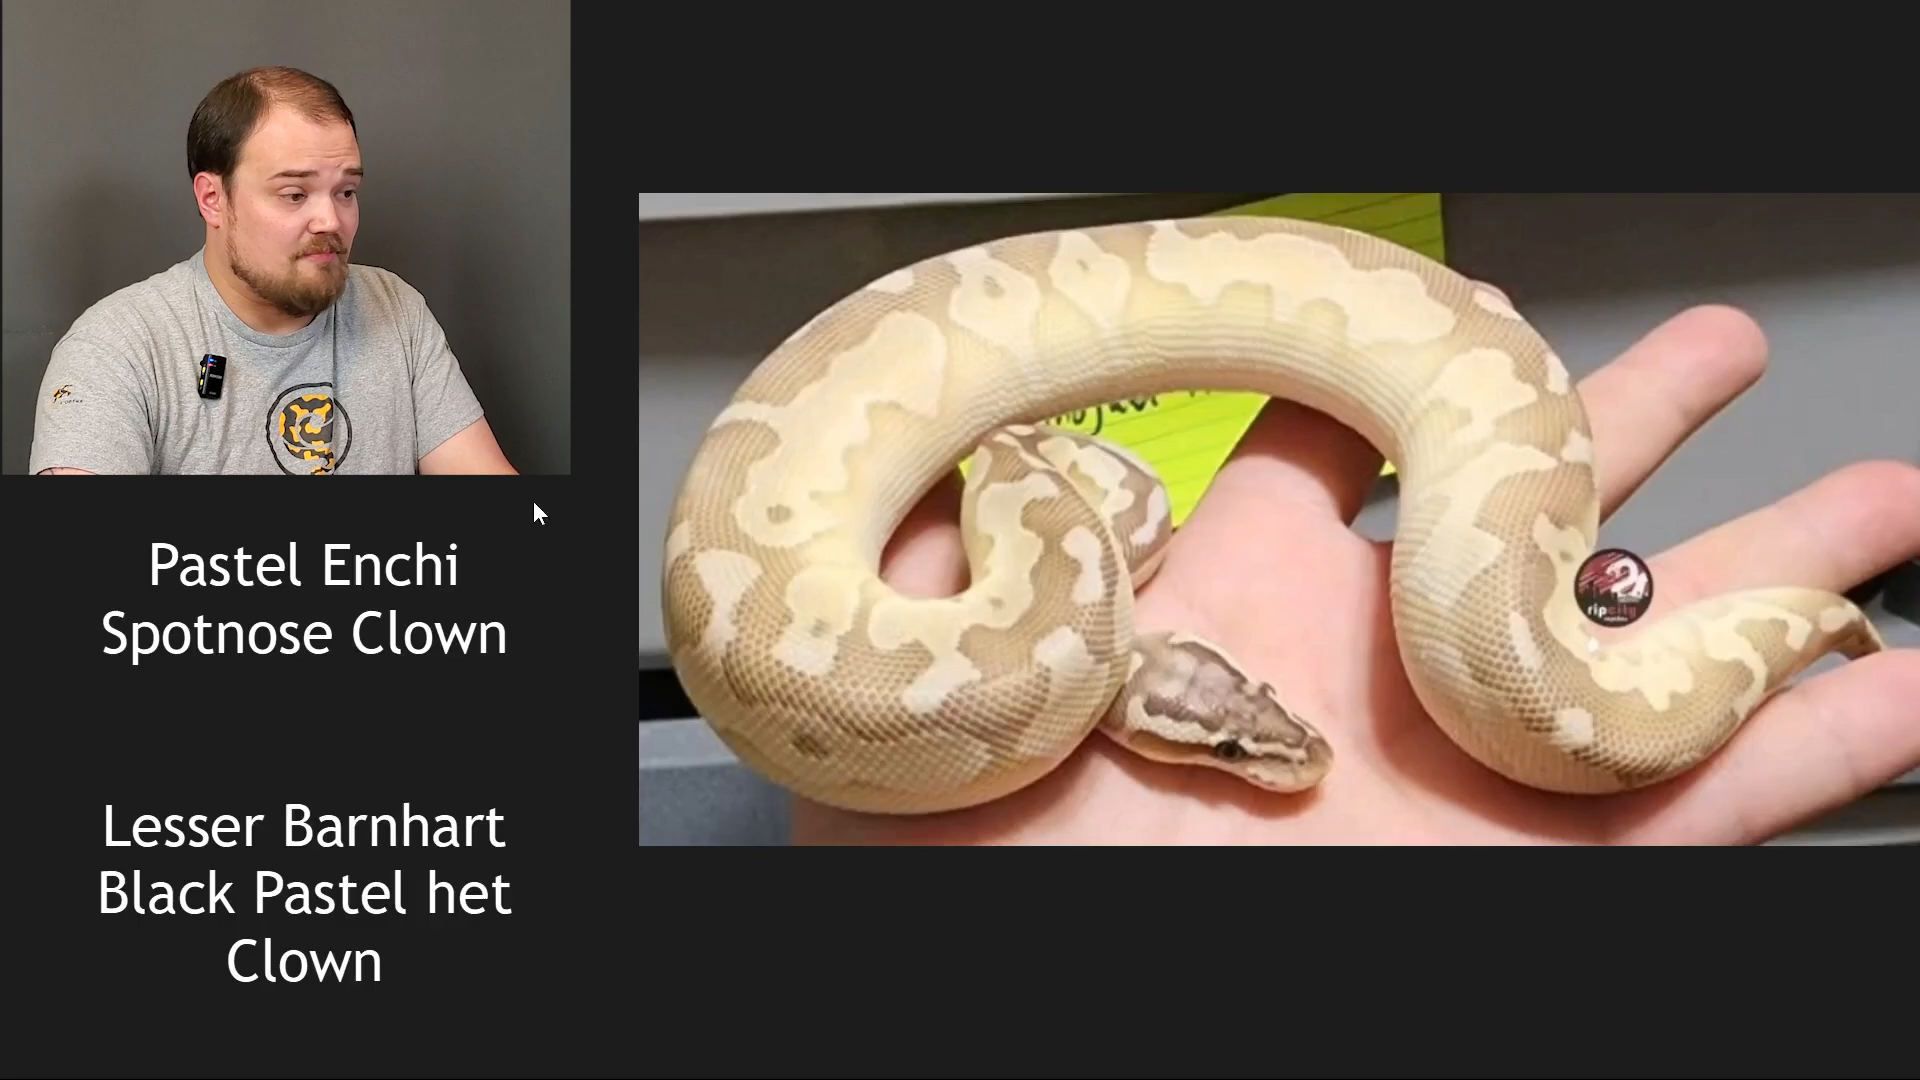 Pastel Enchi
Spotnose Clown
Lesser Barnhart
Black Pastel het
Clown
ripcity